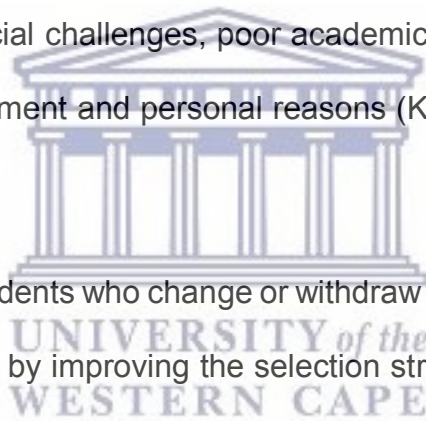 cial challenges, poor academic
ment and personal reasons (K
dents who change or withdraw
UNIVERSITY of the
by improving the selection str
WESTERN CAPE